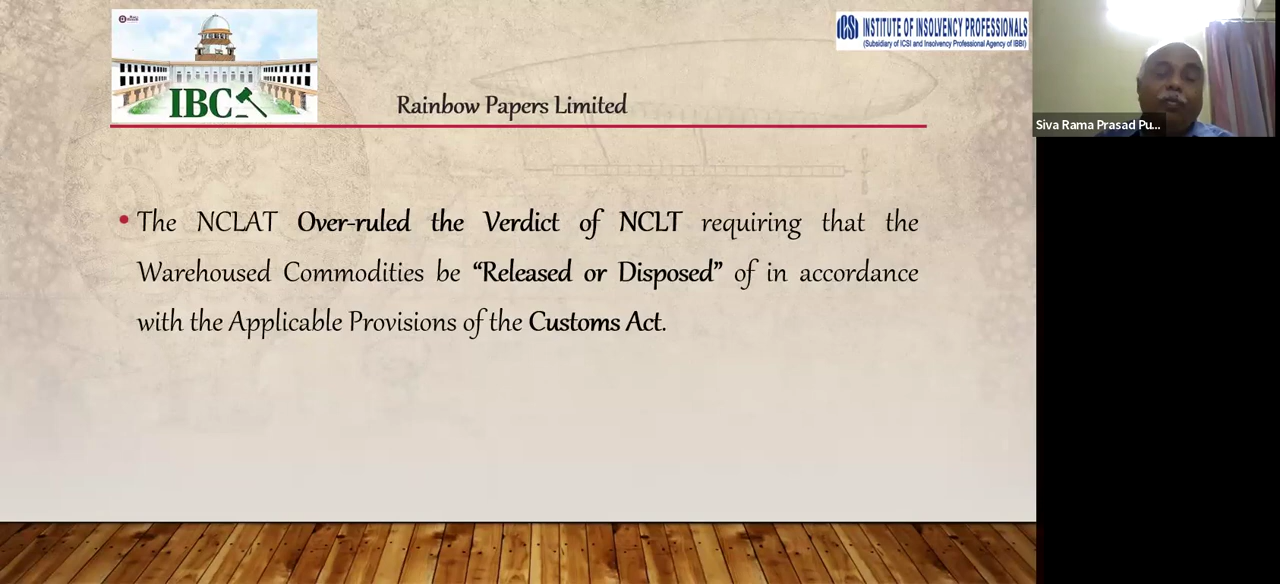 IBC
ICSI INSTITUTE OF INSOLVENCY PROFESSIONALS
(Subsidiary of ICSI and Insolvency Professional Agency of IBBI)
Rainbow Papers Limited
Siva Rama Prasad Pu...
• The NCLAT Over-ruled the Verdict of NCLT requiring that the
Warehoused Commodities be “Released or Disposed” of in accordance
with the Applicable Provisions of the Customs Act.